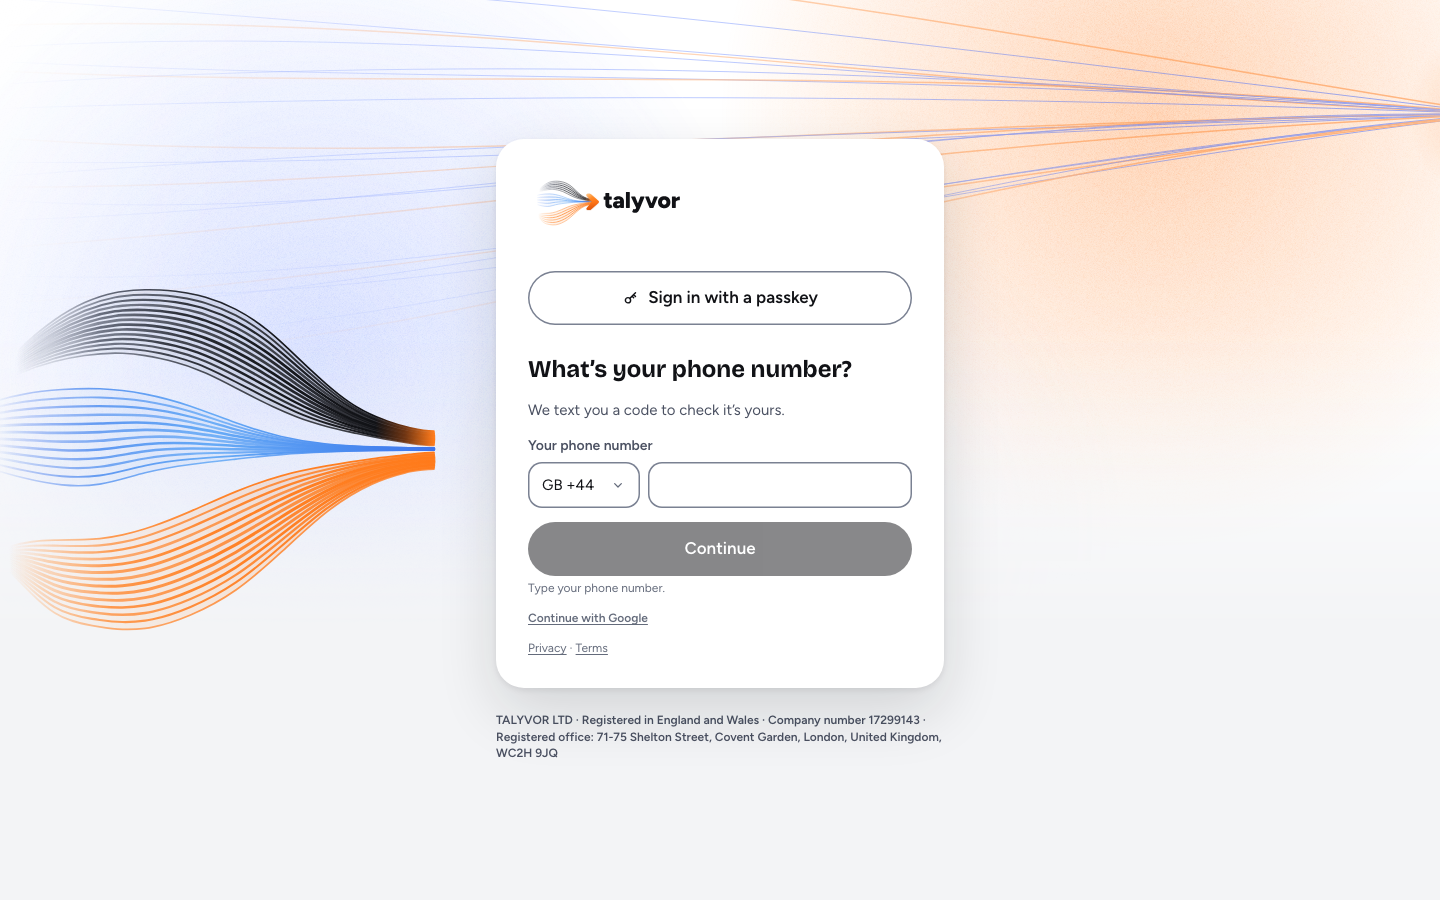 talyvor
Sign in with a passkey
What's your phone number?
We text you a code to check it's yours.
Your phone number
GB +44
Continue
Type your phone number.
Continue with Google
Privacy · Terms
TALYVOR LTD · Registered in England and Wales · Company number 17299143 ·
Registered office: 71-75 Shelton Street, Covent Garden, London, United Kingdom,
WC2H 9JQ